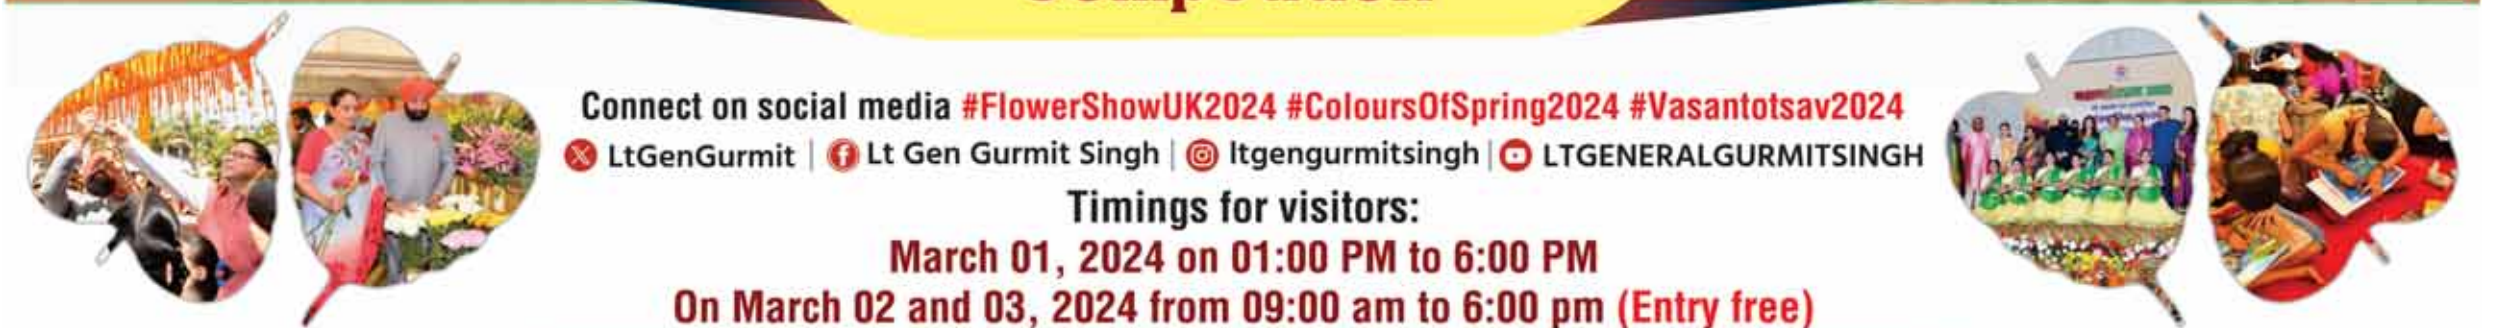 Connect on social media #FlowerShowUK2024 #ColoursOfSpring2024 #Vasantotsav2024
LtGenGurmit | Lt Gen Gurmit Singh | ltgengurmitsingh | LTGENERALGURMITSINGH
Timings for visitors:
March 01, 2024 on 01:00 PM to 6:00 PM
On March 02 and 03, 2024 from 09:00 am to 6:00 pm (Entry free)